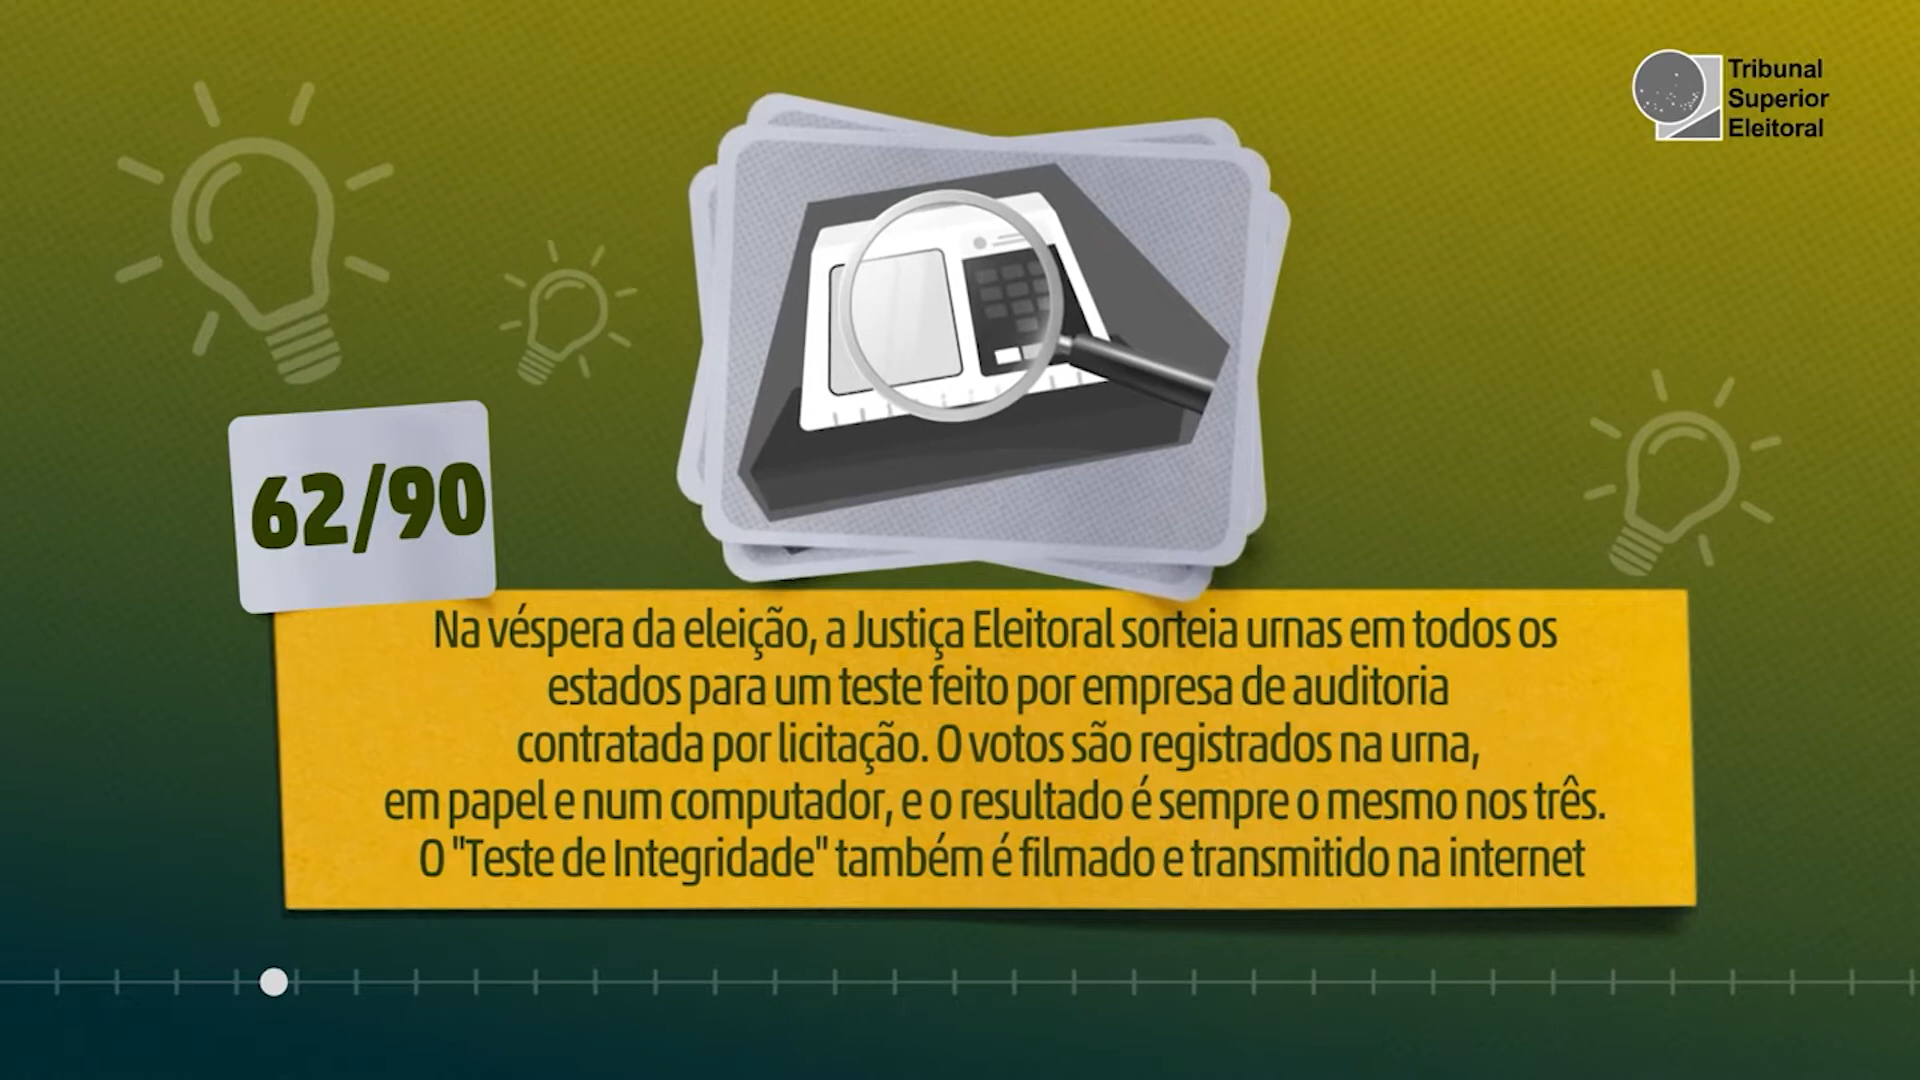 Tribunal
Superior
Eleitoral
62/90
Na véspera da eleição, a Justiça Eleitoral sorteia urnas em todos os
estados para um teste feito por empresa de auditoria
contratada por licitação. O votos são registrados na urna,
em papel e num computador, e o resultado é sempre o mesmo nos três.
O "Teste de Integridade" também é filmado e transmitido na internet